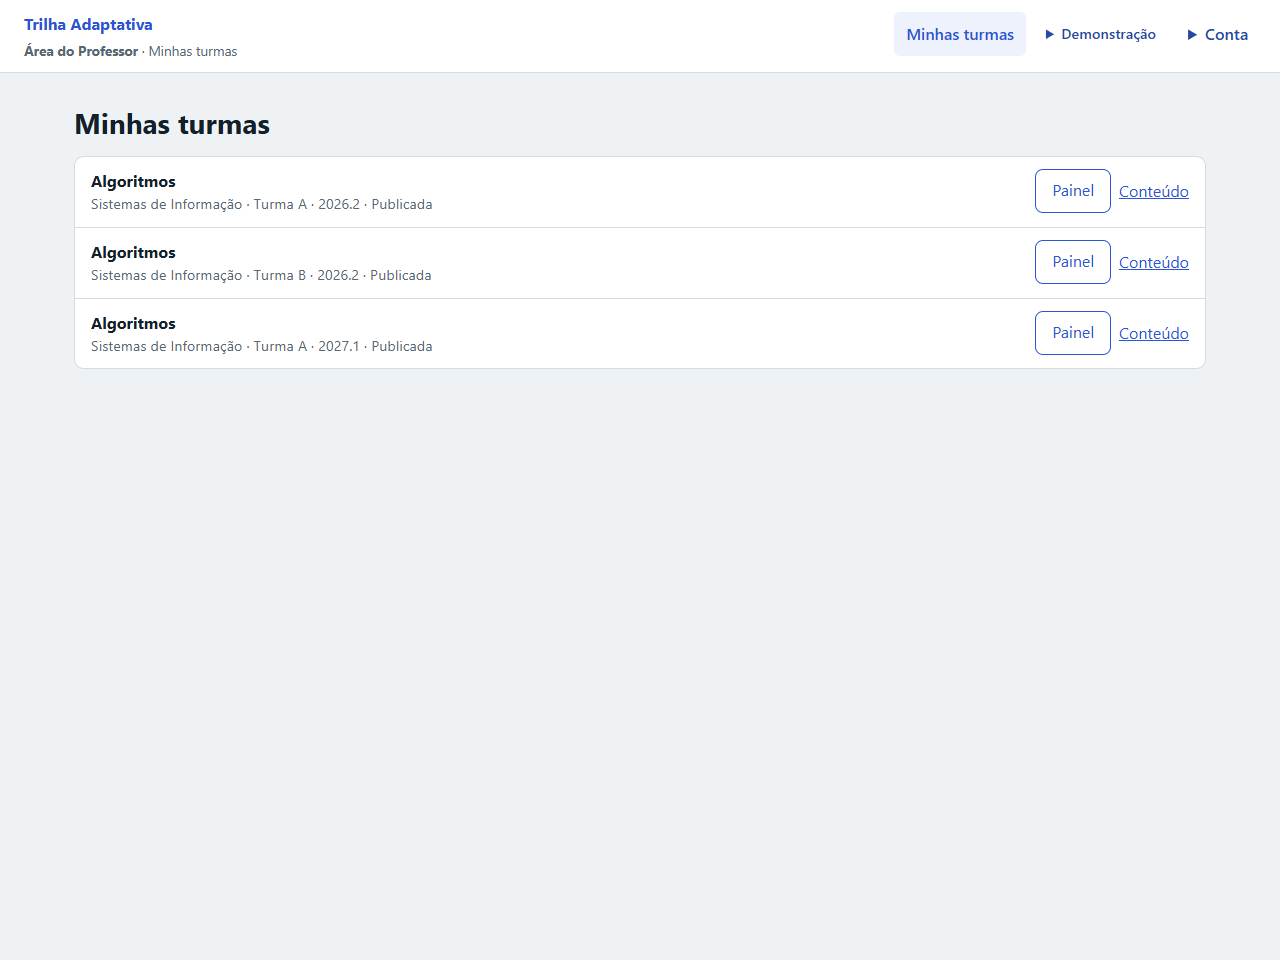 Trilha Adaptativa
Área do Professor · Minhas turmas
Minhas turmas
Demonstração
Conta
Minhas turmas
Algoritmos
Sistemas de Informação · Turma A · 2026.2 · Publicada
Painel
Conteúdo
Algoritmos
Sistemas de Informação · Turma B · 2026.2 · Publicada
Painel
Conteúdo
Algoritmos
Sistemas de Informação · Turma A · 2027.1 · Publicada
Painel
Conteúdo